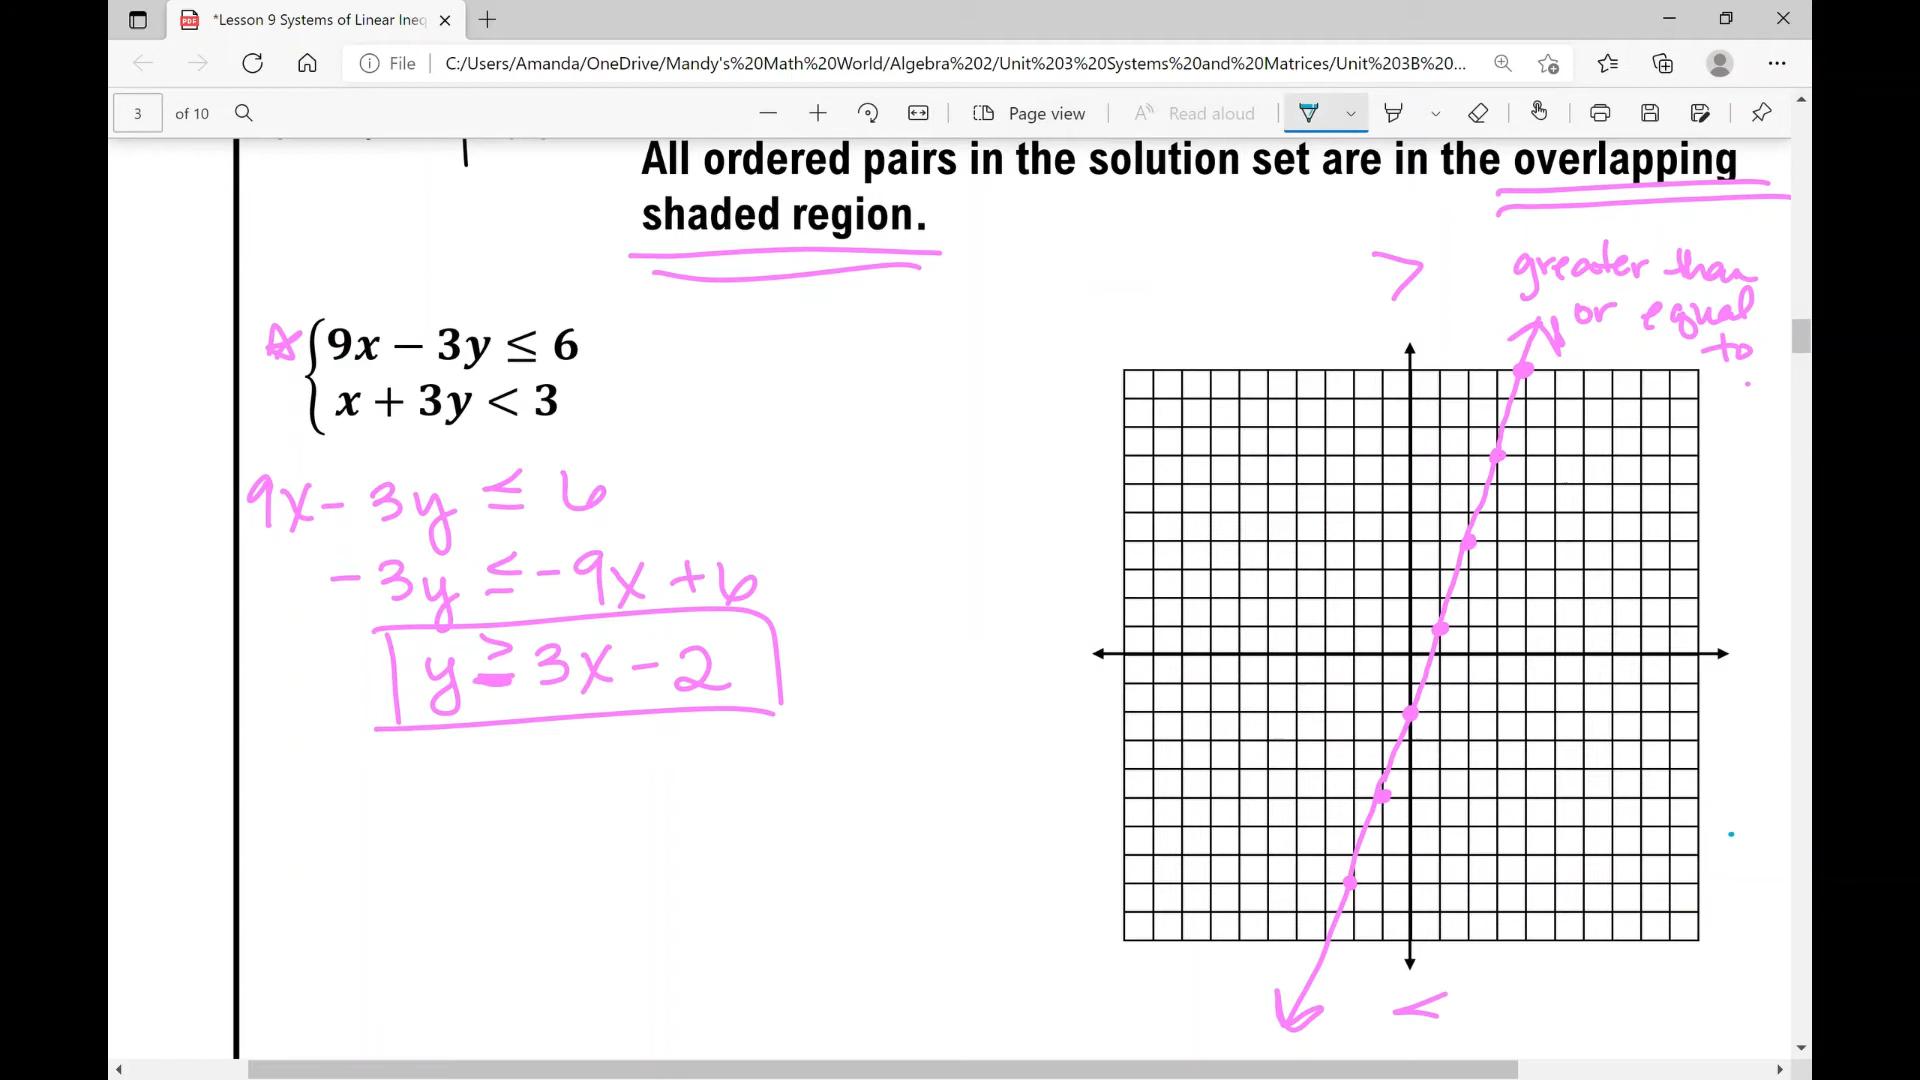 *Lesson 9 Systems of Linear Ineq
File C:/Users/Amanda/OneDrive/Mandy's%20Math%20World/Algebra%202/Unit%203%20Systems%20and%20Matrices/Unit%203B%20...
3 of 10 Page view Read aloud
All ordered pairs in the solution set are in the overlapping
shaded region.
> greater than
or equal
to
9x − 3y ≤ 6
x + 3y < 3
9x - 3y ≤ 6
-3y ≤ -9x + 6
y ≥ 3x - 2
<